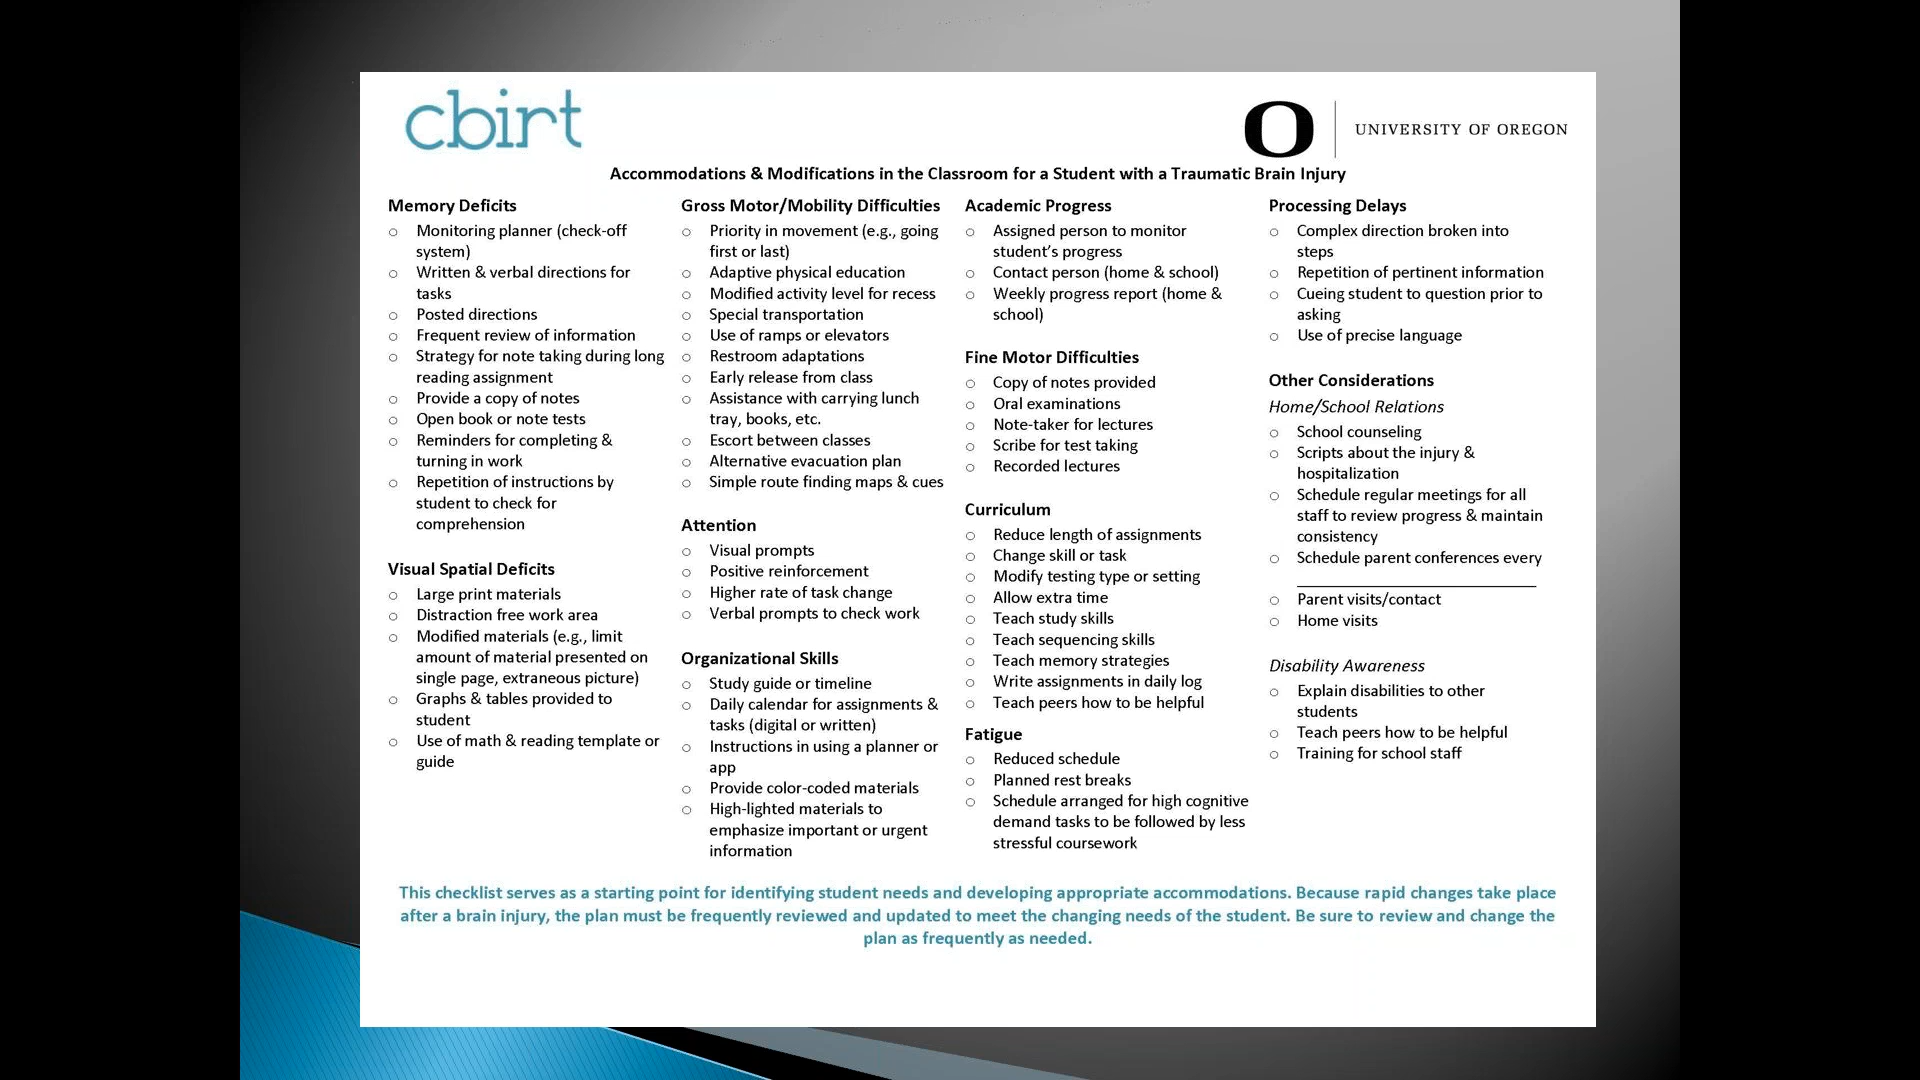 cbirt
O
UNIVERSITY OF OREGON
Accommodations & Modifications in the Classroom for a Student with a Traumatic Brain Injury
Memory Deficits
○ Monitoring planner (check-off
system)
○ Written & verbal directions for
tasks
○ Posted directions
○ Frequent review of information
○ Strategy for note taking during long
reading assignment
○ Provide a copy of notes
○ Open book or note tests
○ Reminders for completing &
turning in work
○ Repetition of instructions by
student to check for
comprehension
Visual Spatial Deficits
○ Large print materials
○ Distraction free work area
○ Modified materials (e.g., limit
amount of material presented on
single page, extraneous picture)
○ Graphs & tables provided to
student
○ Use of math & reading template or
guide
Gross Motor/Mobility Difficulties
○ Priority in movement (e.g., going
first or last)
○ Adaptive physical education
○ Modified activity level for recess
○ Special transportation
○ Use of ramps or elevators
○ Restroom adaptations
○ Early release from class
○ Assistance with carrying lunch
tray, books, etc.
○ Escort between classes
○ Alternative evacuation plan
○ Simple route finding maps & cues
Attention
○ Visual prompts
○ Positive reinforcement
○ Higher rate of task change
○ Verbal prompts to check work
Organizational Skills
○ Study guide or timeline
○ Daily calendar for assignments &
tasks (digital or written)
○ Instructions in using a planner or
app
○ Provide color-coded materials
○ High-lighted materials to
emphasize important or urgent
information
Academic Progress
○ Assigned person to monitor
student’s progress
○ Contact person (home & school)
○ Weekly progress report (home &
school)
Fine Motor Difficulties
○ Copy of notes provided
○ Oral examinations
○ Note-taker for lectures
○ Scribe for test taking
○ Recorded lectures
Curriculum
○ Reduce length of assignments
○ Change skill or task
○ Modify testing type or setting
○ Allow extra time
○ Teach study skills
○ Teach sequencing skills
○ Teach memory strategies
○ Write assignments in daily log
○ Teach peers how to be helpful
Fatigue
○ Reduced schedule
○ Planned rest breaks
○ Schedule arranged for high cognitive
demand tasks to be followed by less
stressful coursework
Processing Delays
○ Complex direction broken into
steps
○ Repetition of pertinent information
○ Cueing student to question prior to
asking
○ Use of precise language
Other Considerations
Home/School Relations
○ School counseling
○ Scripts about the injury &
hospitalization
○ Schedule regular meetings for all
staff to review progress & maintain
consistency
○ Schedule parent conferences every
____________________________
○ Parent visits/contact
○ Home visits
Disability Awareness
○ Explain disabilities to other
students
○ Teach peers how to be helpful
○ Training for school staff
This checklist serves as a starting point for identifying student needs and developing appropriate accommodations. Because rapid changes take place
after a brain injury, the plan must be frequently reviewed and updated to meet the changing needs of the student. Be sure to review and change the
plan as frequently as needed.